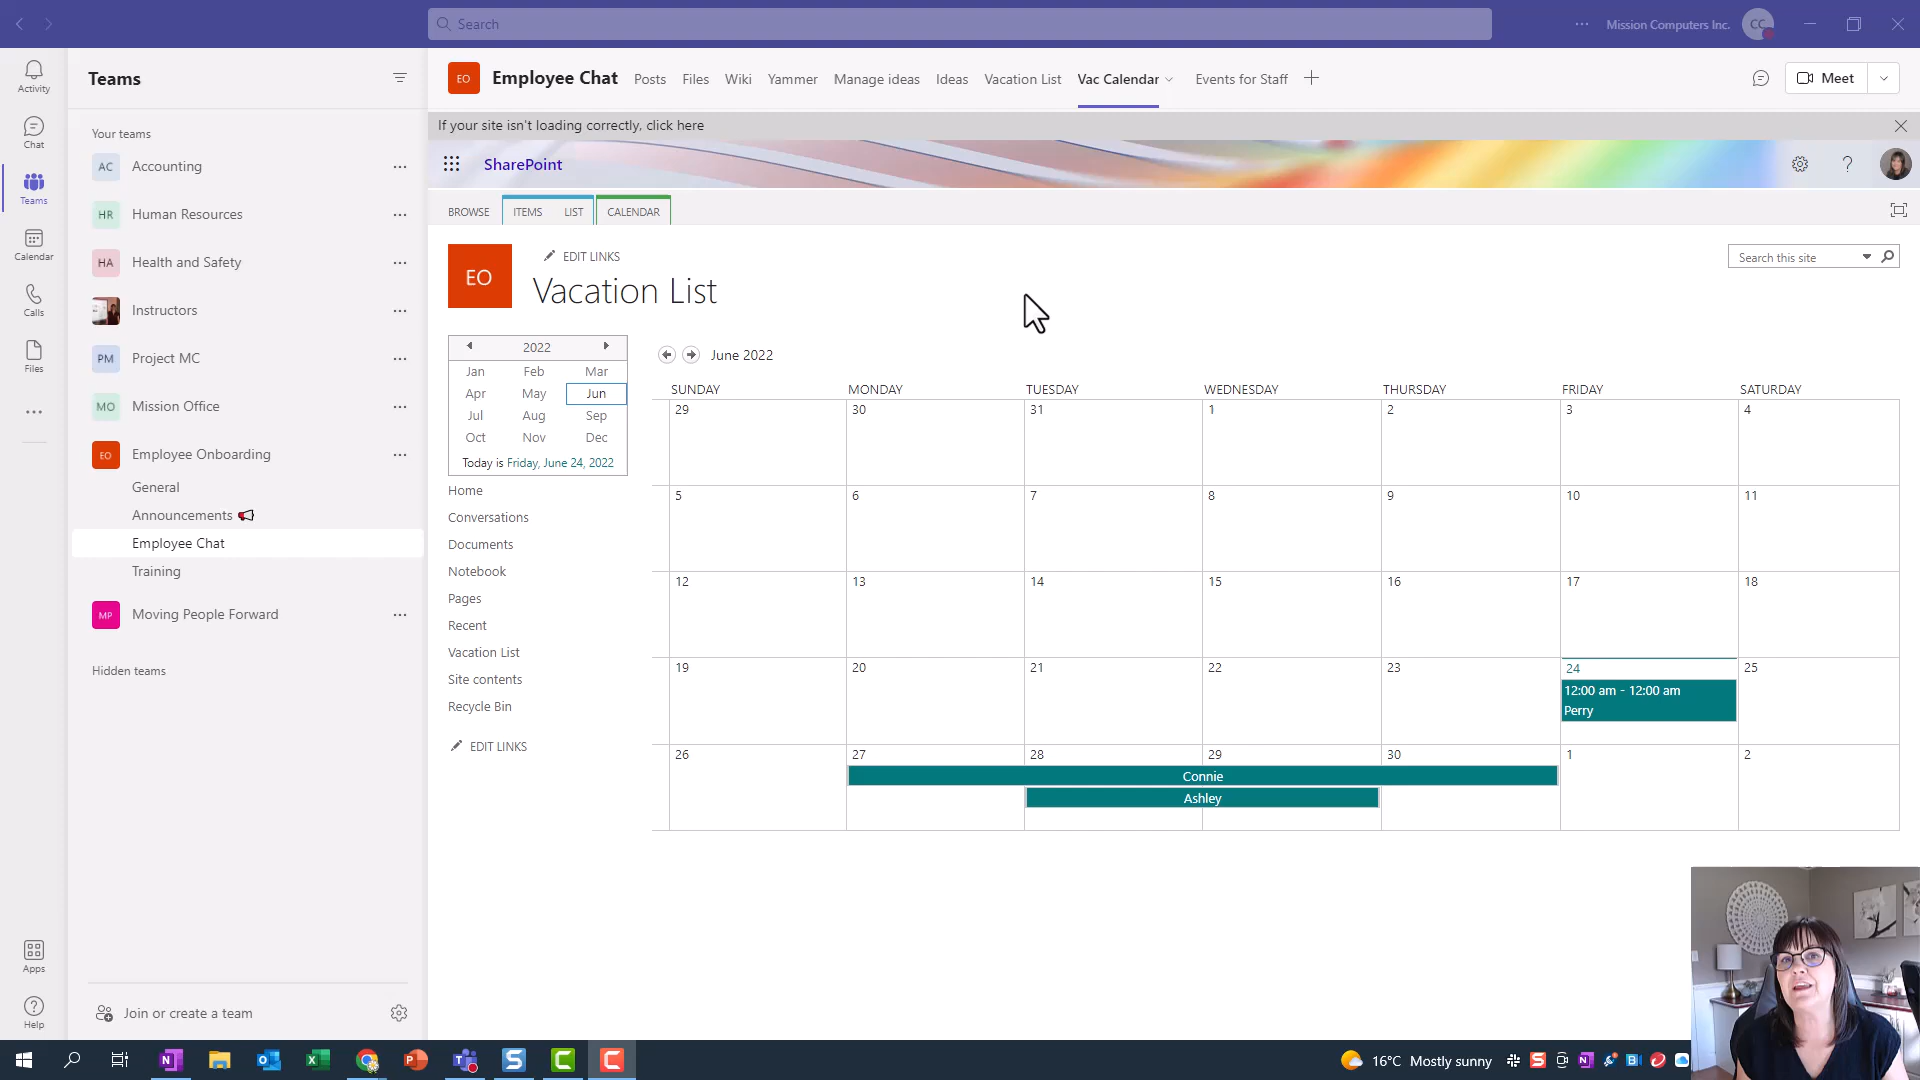 Search
Mission Computers Inc.
CC
Activity
Chat
Teams
Calendar
Calls
Files
Apps
Help
Teams
Your teams
AC Accounting
HR Human Resources
HA Health and Safety
Instructors
PM Project MC
MO Mission Office
EO Employee Onboarding
General
Announcements
Employee Chat
Training
MP Moving People Forward
Hidden teams
Join or create a team
EO Employee Chat Posts Files Wiki Yammer Manage ideas Ideas Vacation List Vac Calendar Events for Staff
Meet
If your site isn't loading correctly, click here
SharePoint
BROWSE ITEMS LIST CALENDAR
EO
EDIT LINKS
Vacation List
Search this site
2022
Jan Feb Mar
Apr May Jun
Jul Aug Sep
Oct Nov Dec
Today is Friday, June 24, 2022
Home
Conversations
Documents
Notebook
Pages
Recent
Vacation List
Site contents
Recycle Bin
EDIT LINKS
June 2022
SUNDAY MONDAY TUESDAY WEDNESDAY THURSDAY FRIDAY SATURDAY
29 30 31 1 2 3 4
5 6 7 8 9 10 11
12 13 14 15 16 17 18
19 20 21 22 23 24 25
12:00 am - 12:00 am
Perry
26 27 28 29 30 1 2
Connie
Ashley
16°C Mostly sunny